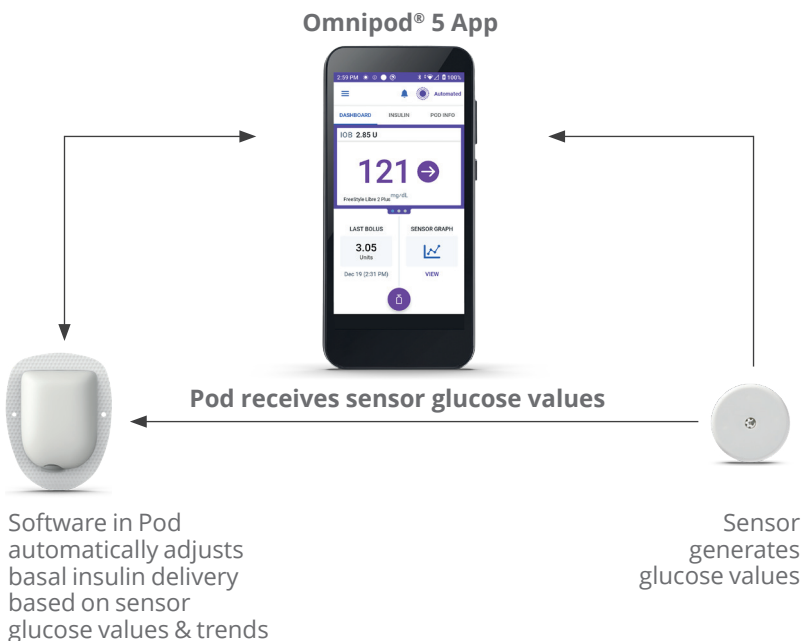 Omnipod® 5 App
2:59 PM
100%
Automated
DASHBOARD INSULIN POD INFO
IOB 2.85 U
121
mg/dL
FreeStyle Libre 2 Plus
LAST BOLUS SENSOR GRAPH
3.05
Units
Dec 19 (2:31 PM) VIEW
Pod receives sensor glucose values
Software in Pod
automatically adjusts
basal insulin delivery
based on sensor
glucose values & trends
Sensor
generates
glucose values